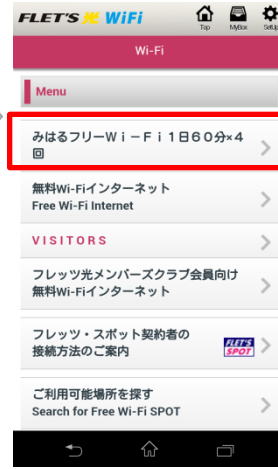 FLET'S WiFi
Top
MyBox
SetUp
Wi-Fi
Menu
みはるフリーＷｉ－Ｆｉ１日６０分×４
回
無料Wi-Fiインターネット
Free Wi-Fi Internet
VISITORS
フレッツ光メンバーズクラブ会員向け
無料Wi-Fiインターネット
フレッツ・スポット契約者の
接続方法のご案内
FLET'S
SPOT
ご利用可能場所を探す
Search for Free Wi-Fi SPOT